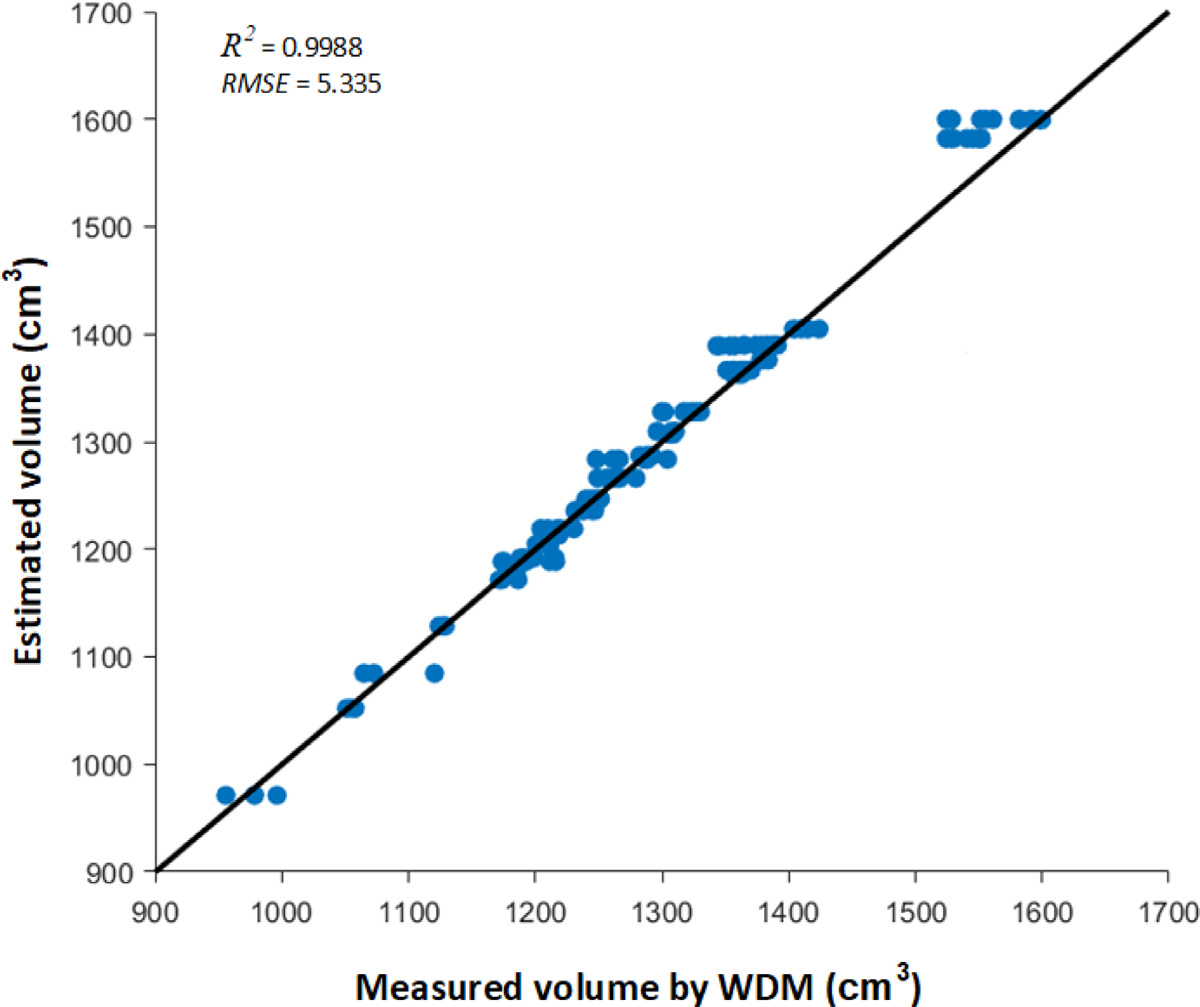 R² = 0.9988
RMSE = 5.335
1700
1600
1500
1400
1300
1200
1100
1000
900
Estimated volume (cm³)
900 1000 1100 1200 1300 1400 1500 1600 1700
Measured volume by WDM (cm³)